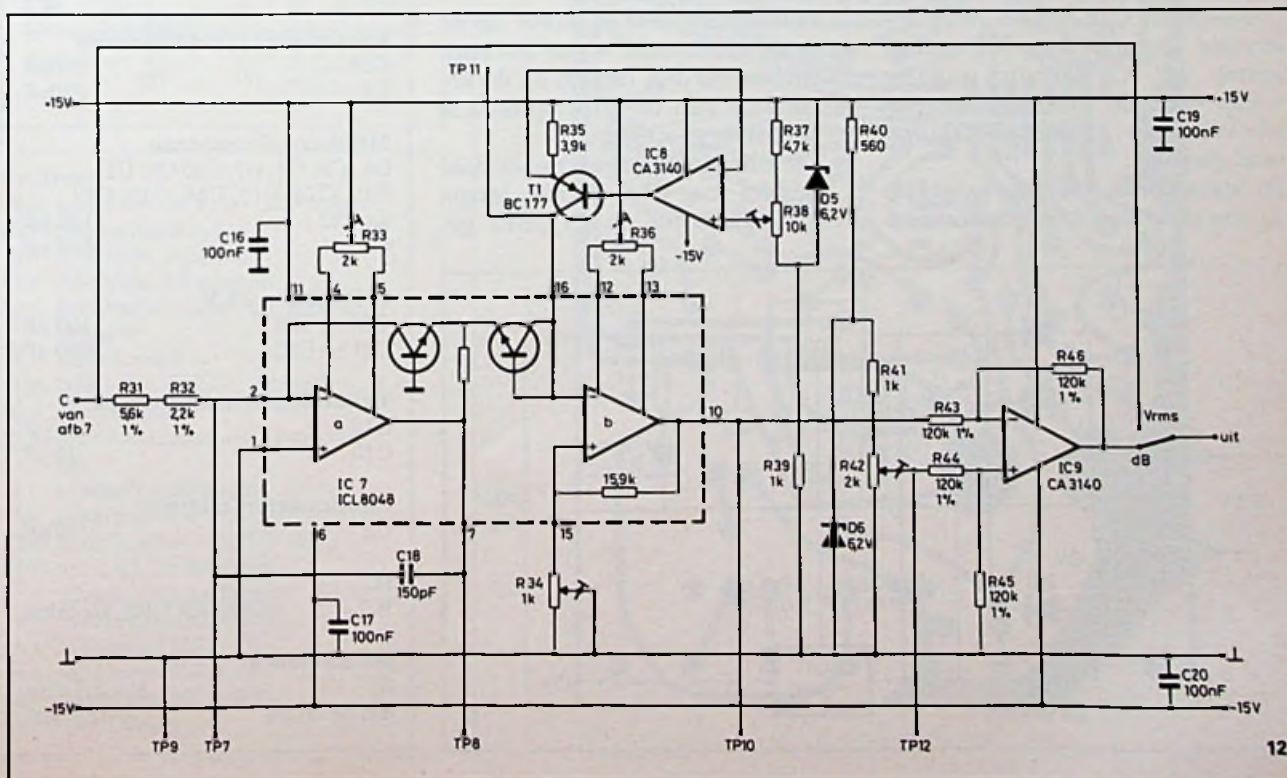 TP 11
+15V
+15V
C19
100nF
R35
3,9k
IC8
CA3140
R37
4,7k
R40
560
T1
BC177
R38
10k
D5
6,2V
-15V
C16
100nF
R33
2k
R36
2k
11
4
5
16
12
13
C
van
afb.7
R31
5,6k
1%
R32
2,2k
1%
2
1
a
b
IC 7
ICL8048
10
15,9k
R41
1k
R39
1k
R42
2k
R43
120k 1%
R44
120k
1%
R46
120k
1%
IC9
CA3140
Vrms
dB
uit
6
7
15
C18
150pF
R34
1k
D6
6,2V
R45
120k
1%
C17
100nF
C20
100nF
-15V
-15V
TP9
TP7
TP8
TP10
TP12
12